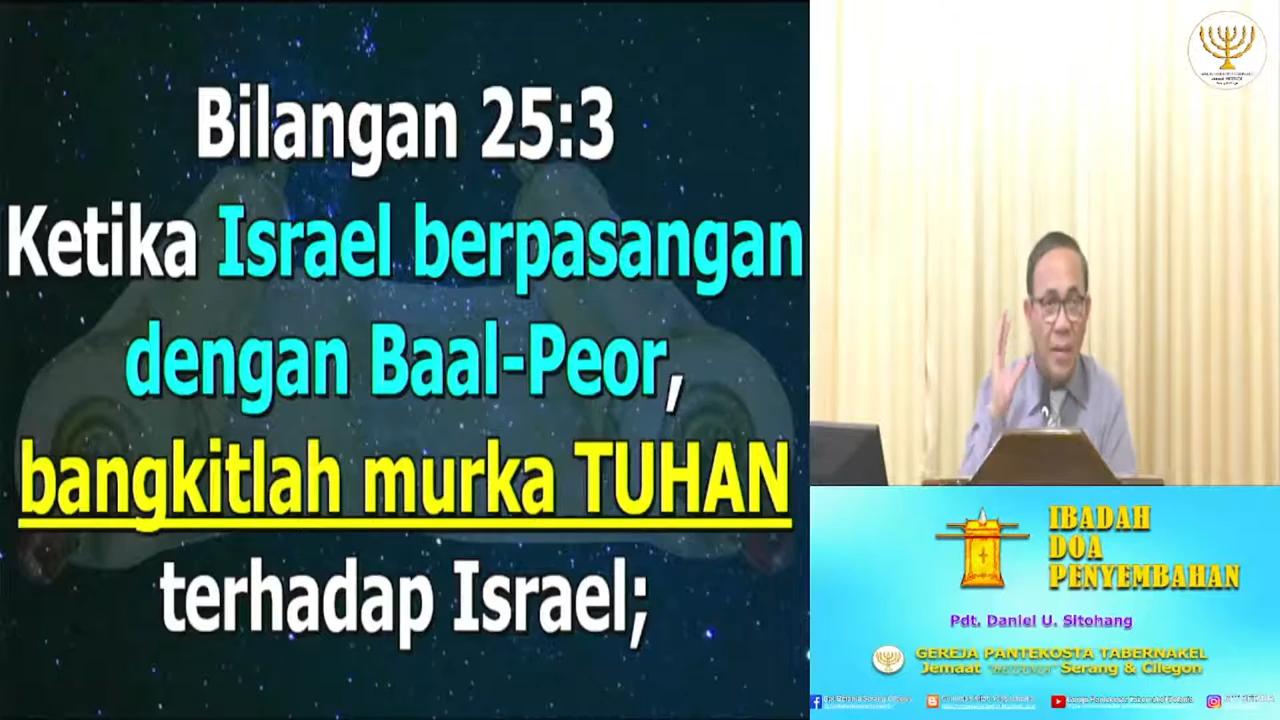 Bilangan 25:3
Ketika Israel berpasangan
dengan Baal-Peor,
bangkitlah murka TUHAN
terhadap Israel;
IBADAH
DOA
PENYEMBAHAN
Pdt. Daniel U. Sitohang
GEREJA PANTEKOSTA TABERNAKEL
Jemaat Serang & Cilegon